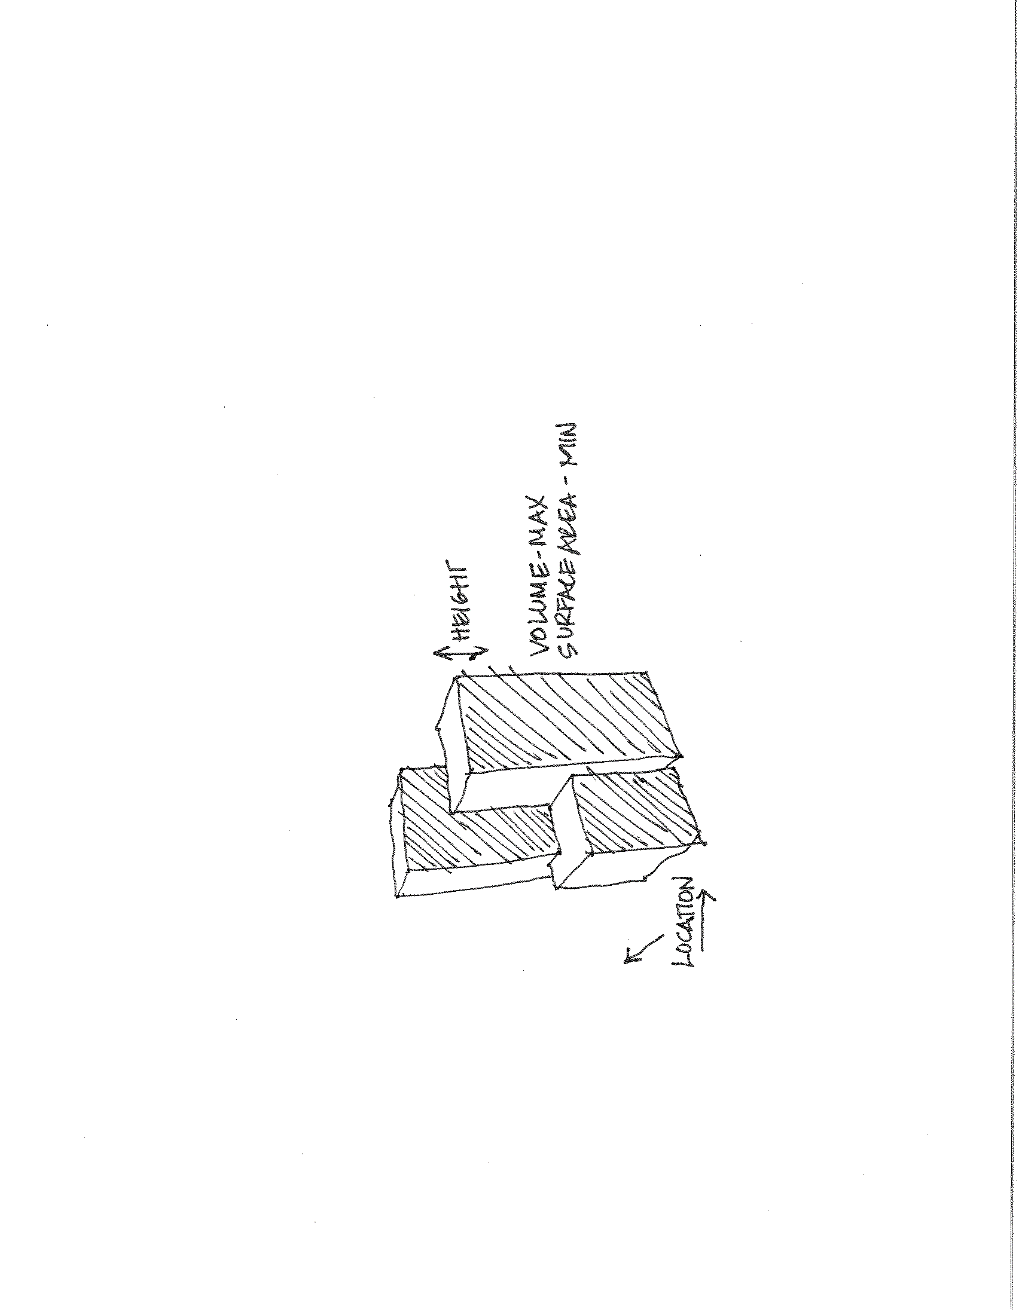 HEIGHT
VOLUME-MAX
SURFACE AREA - MIN
LOCATION